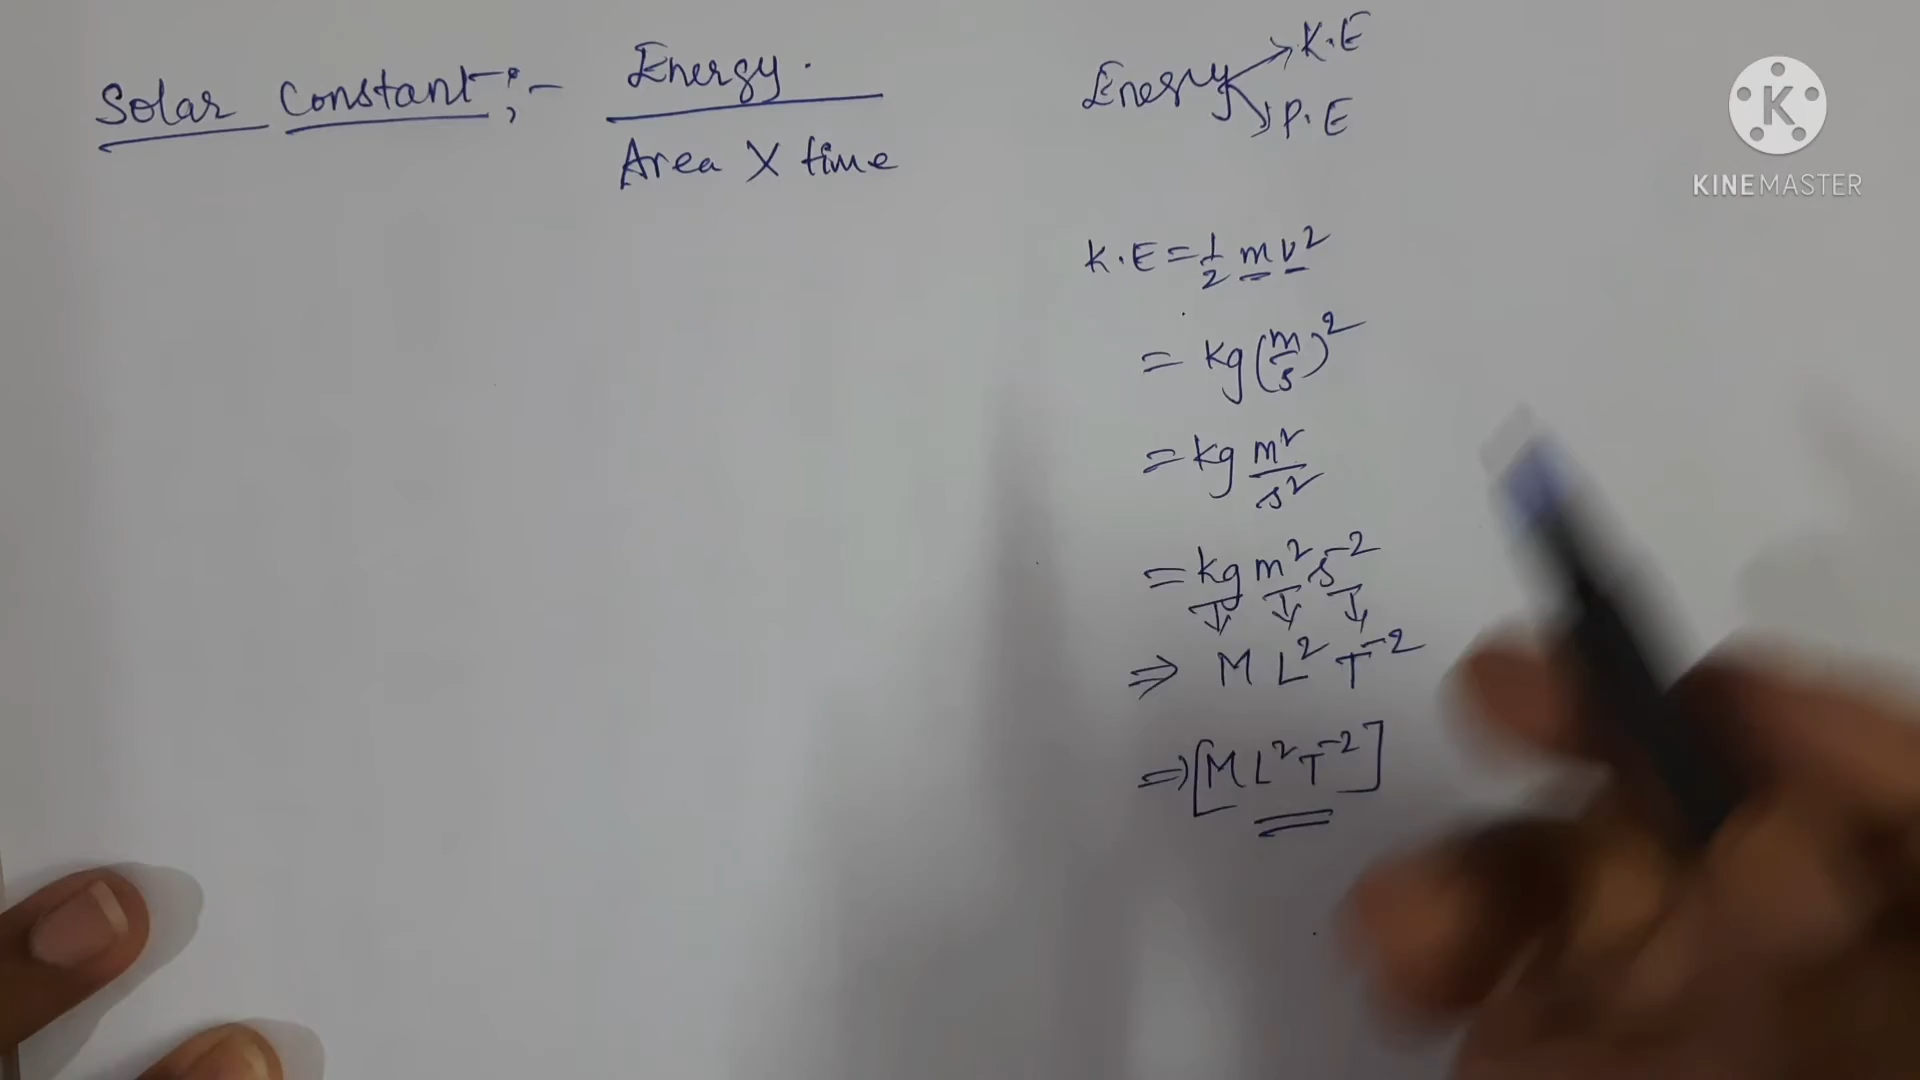 Solar Constant :- Energy.
Area X time
Energy K.E
P.E
K.E = 1/2 m v²
= kg (m/s)²
= kg m²/s²
= kg m² s⁻²
⇒ M L² T⁻²
⇒ [M L² T⁻²]
K
KINEMASTER